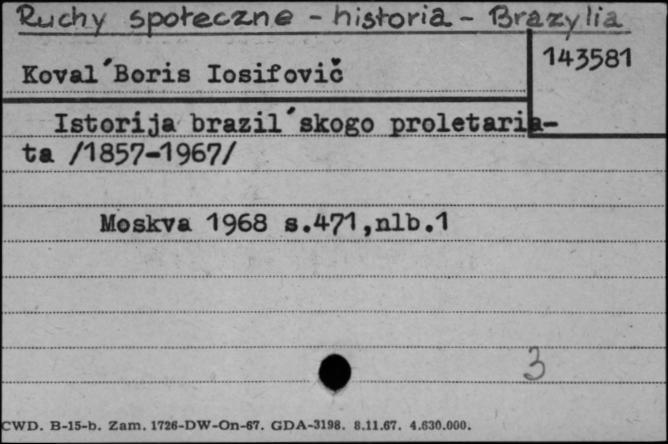 Ruchy społeczne - historia - Brazylia
143581
Koval´Boris Iosifovič
Istorija brazil´skogo proletaria-
ta /1857-1967/
Moskva 1968 s.471,nlb.1
3
CWD. B-15-b. Zam. 1726-DW-On-67. GDA-3198. 8.11.67. 4.630.000.